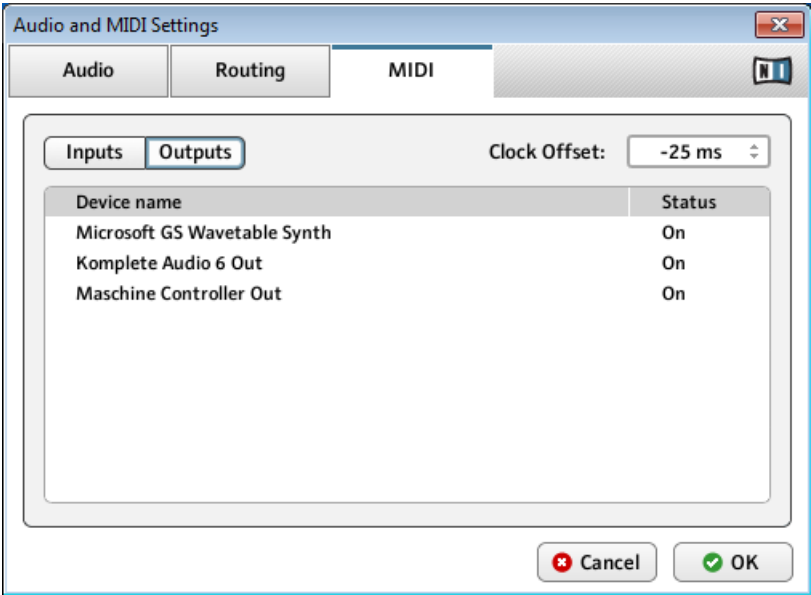 Audio and MIDI Settings
Audio Routing MIDI NI
Inputs Outputs Clock Offset: -25 ms
Device name Status
Microsoft GS Wavetable Synth On
Komplete Audio 6 Out On
Maschine Controller Out On
Cancel OK